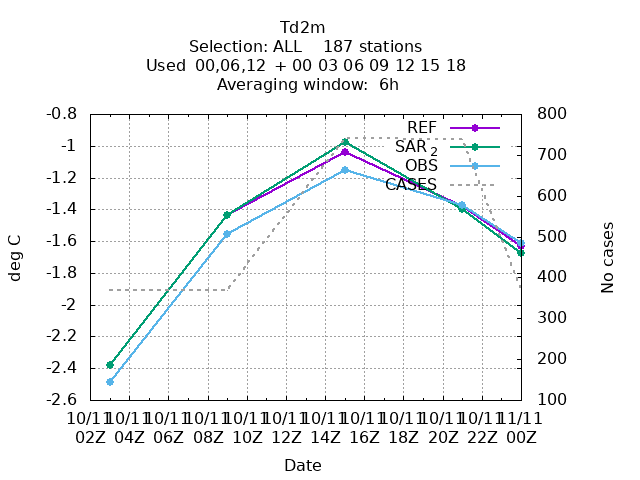 Td2m
Selection: ALL    187 stations
Used  00,06,12  + 00 03 06 09 12 15 18
Averaging window:  6h
-0.8
-1
-1.2
-1.4
-1.6
-1.8
-2
-2.2
-2.4
-2.6
deg C
800
700
600
500
400
300
200
100
No cases
REF
SAR 2
OBS
CASES
10/11 10/11 10/11 10/11 10/11 10/11 10/11 10/11 10/11 10/11 10/11 11/11
02Z 04Z 06Z 08Z 10Z 12Z 14Z 16Z 18Z 20Z 22Z 00Z
Date